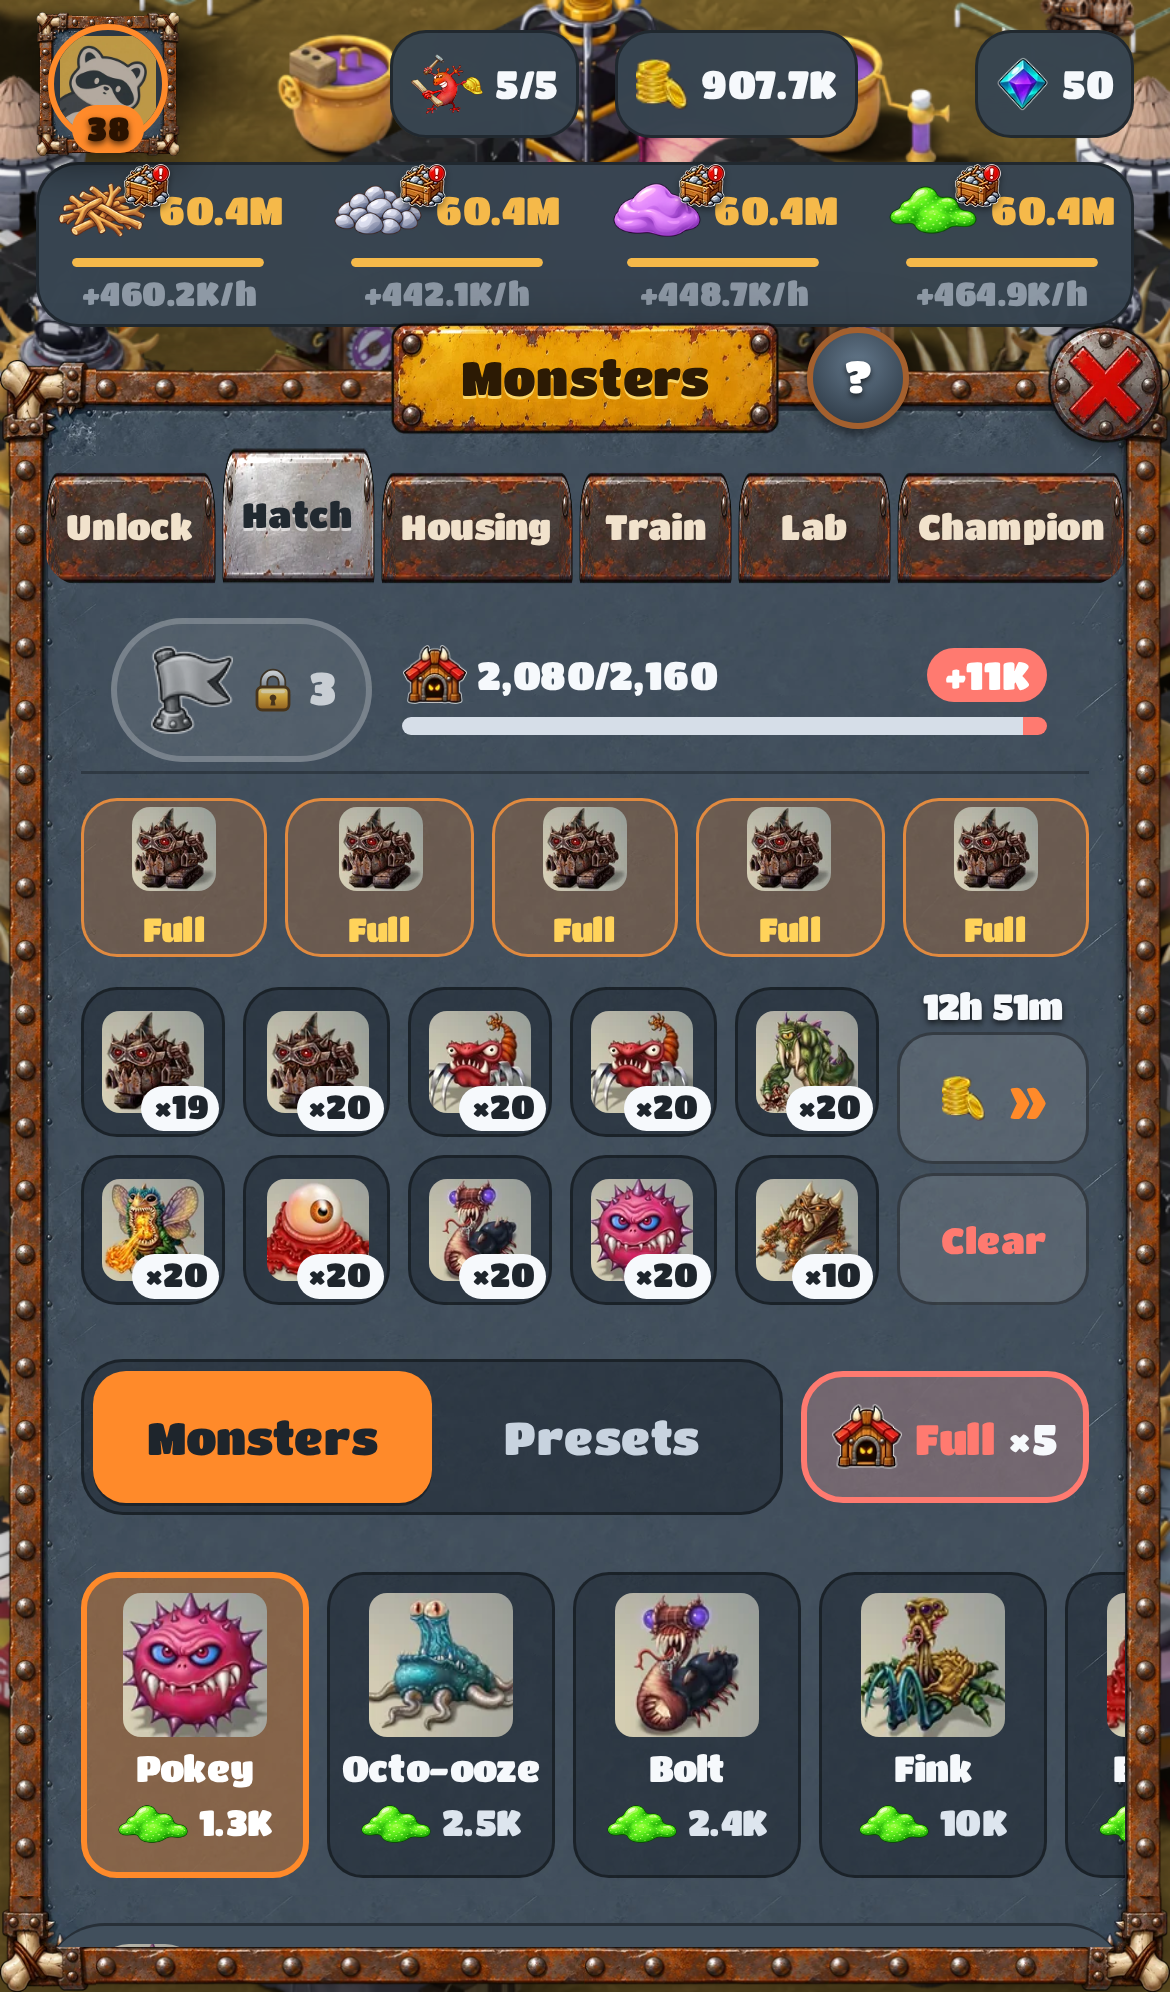 38
5/5
907.7K
50
60.4M
60.4M
60.4M
60.4M
+460.2K/h
+442.1K/h
+448.7K/h
+464.9K/h
Monsters
?
Unlock
Hatch
Housing
Train
Lab
Champion
3
2,080/2,160
+11K
Full
Full
Full
Full
Full
×19
×20
×20
×20
×20
12h 51m
»
×20
×20
×20
×20
×10
Clear
Monsters
Presets
Full ×5
Pokey
Octo-ooze
Bolt
Fink
1.3K
2.5K
2.4K
10K